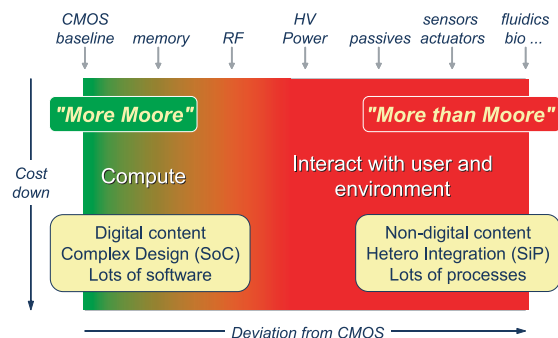 CMOS
baseline
memory
RF
HV
Power
passives
sensors
actuators
fluidics
bio ...
"More Moore"
"More than Moore"
Cost
down
Compute
Interact with user and
environment
Digital content
Complex Design (SoC)
Lots of software
Non-digital content
Hetero Integration (SiP)
Lots of processes
Deviation from CMOS